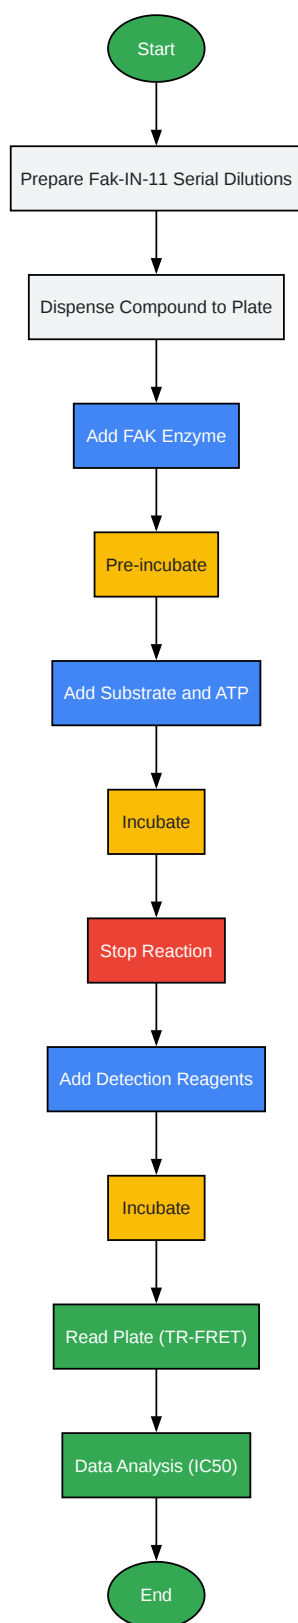 Start
Prepare Fak-IN-11 Serial Dilutions
Dispense Compound to Plate
Add FAK Enzyme
Pre-incubate
Add Substrate and ATP
Incubate
Stop Reaction
Add Detection Reagents
Incubate
Read Plate (TR-FRET)
Data Analysis (IC50)
End